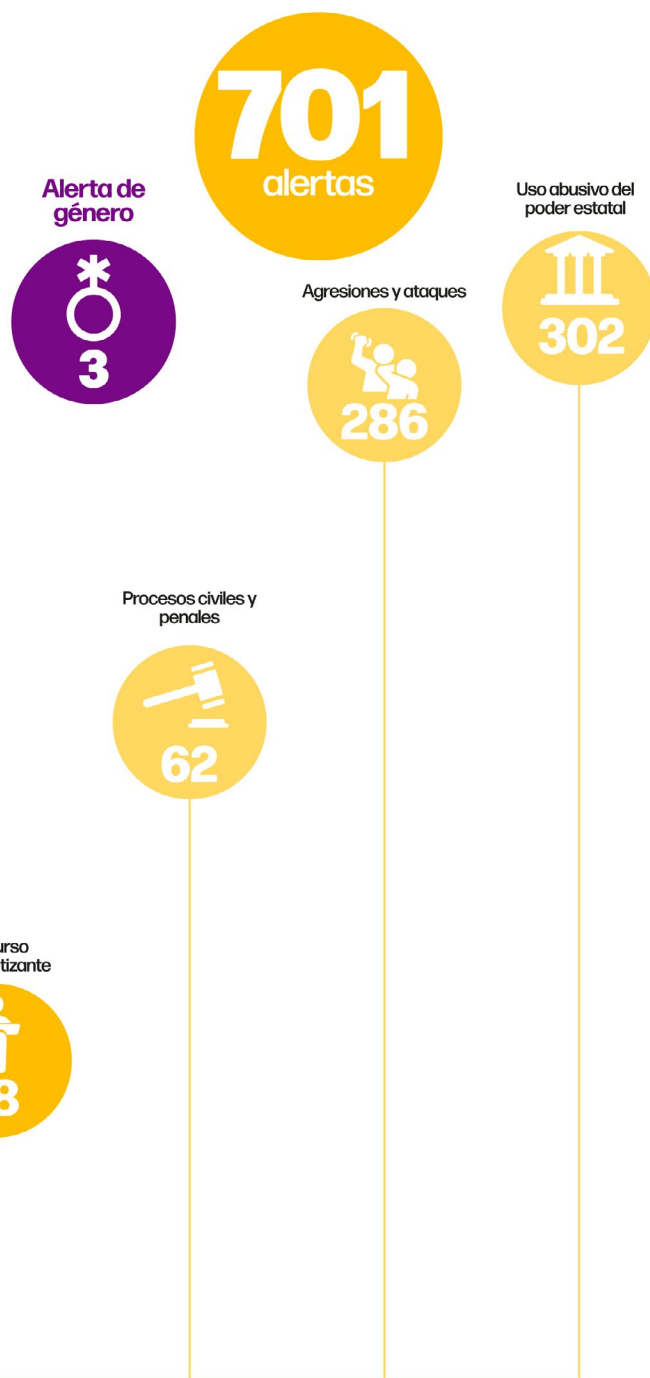 701
alertas
Alerta de
género
3
Uso abusivo del
poder estatal
302
Agresiones y ataques
286
Procesos civiles y
penales
62